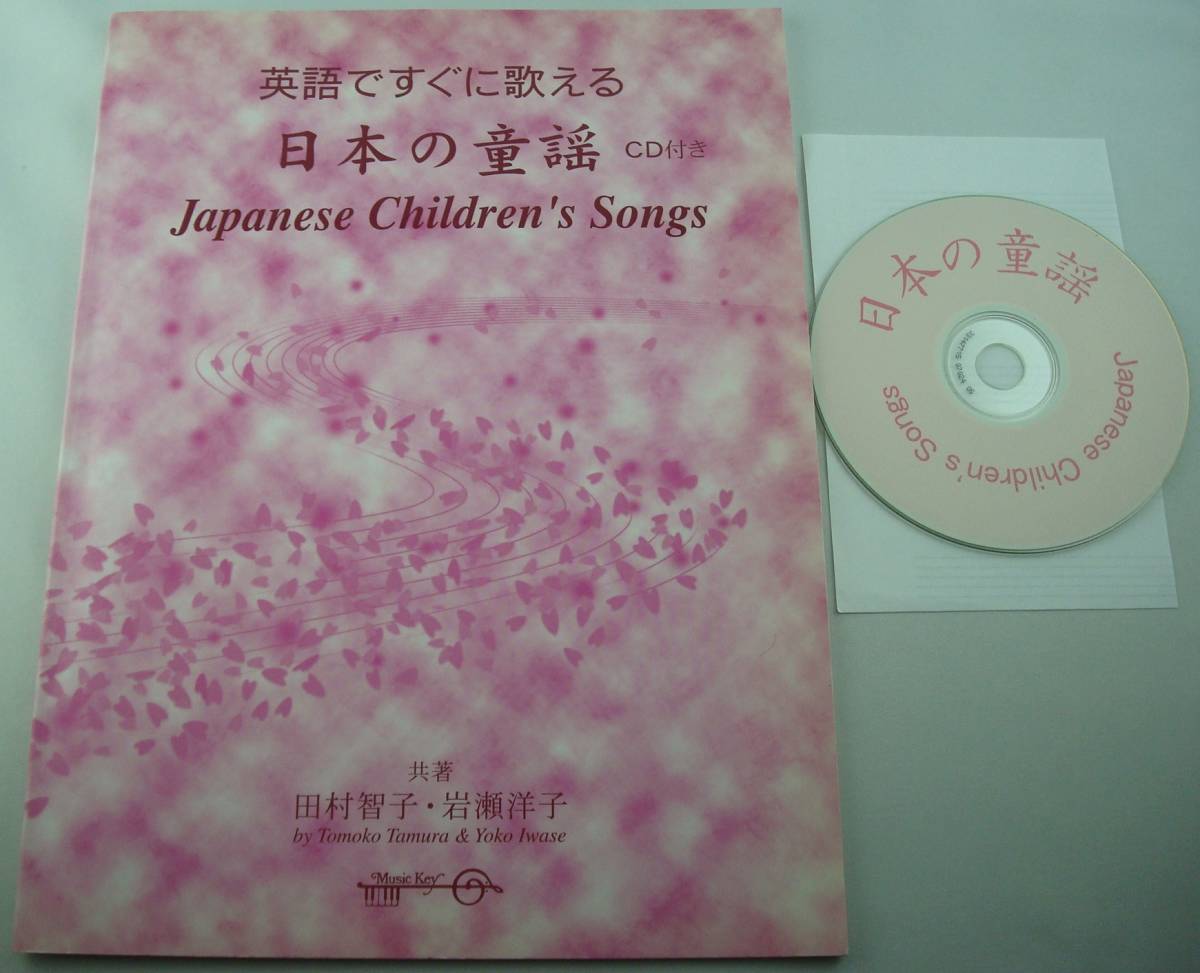 英語ですぐに歌える
日本の童謡 CD付き
Japanese Children's Songs
共著
田村智子・岩瀬洋子
by Tomoko Tamura & Yoko Iwase
Music Key
日本の童謡
Japanese Children's Songs